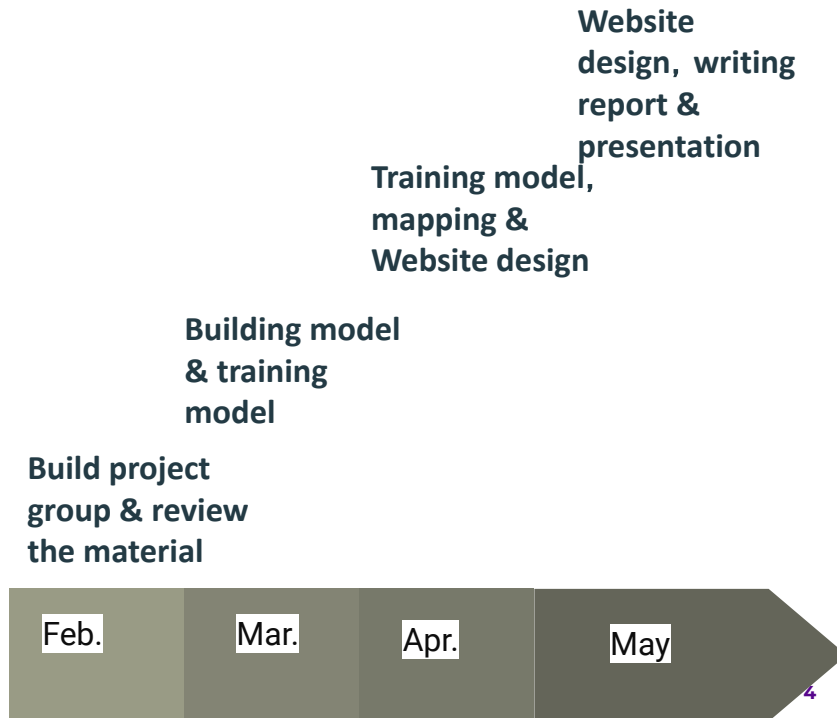 Website
design, writing
report &
presentation
Training model,
mapping &
Website design
Building model
& training
model
Build project
group & review
the material
Feb.
Mar.
Apr.
May
4